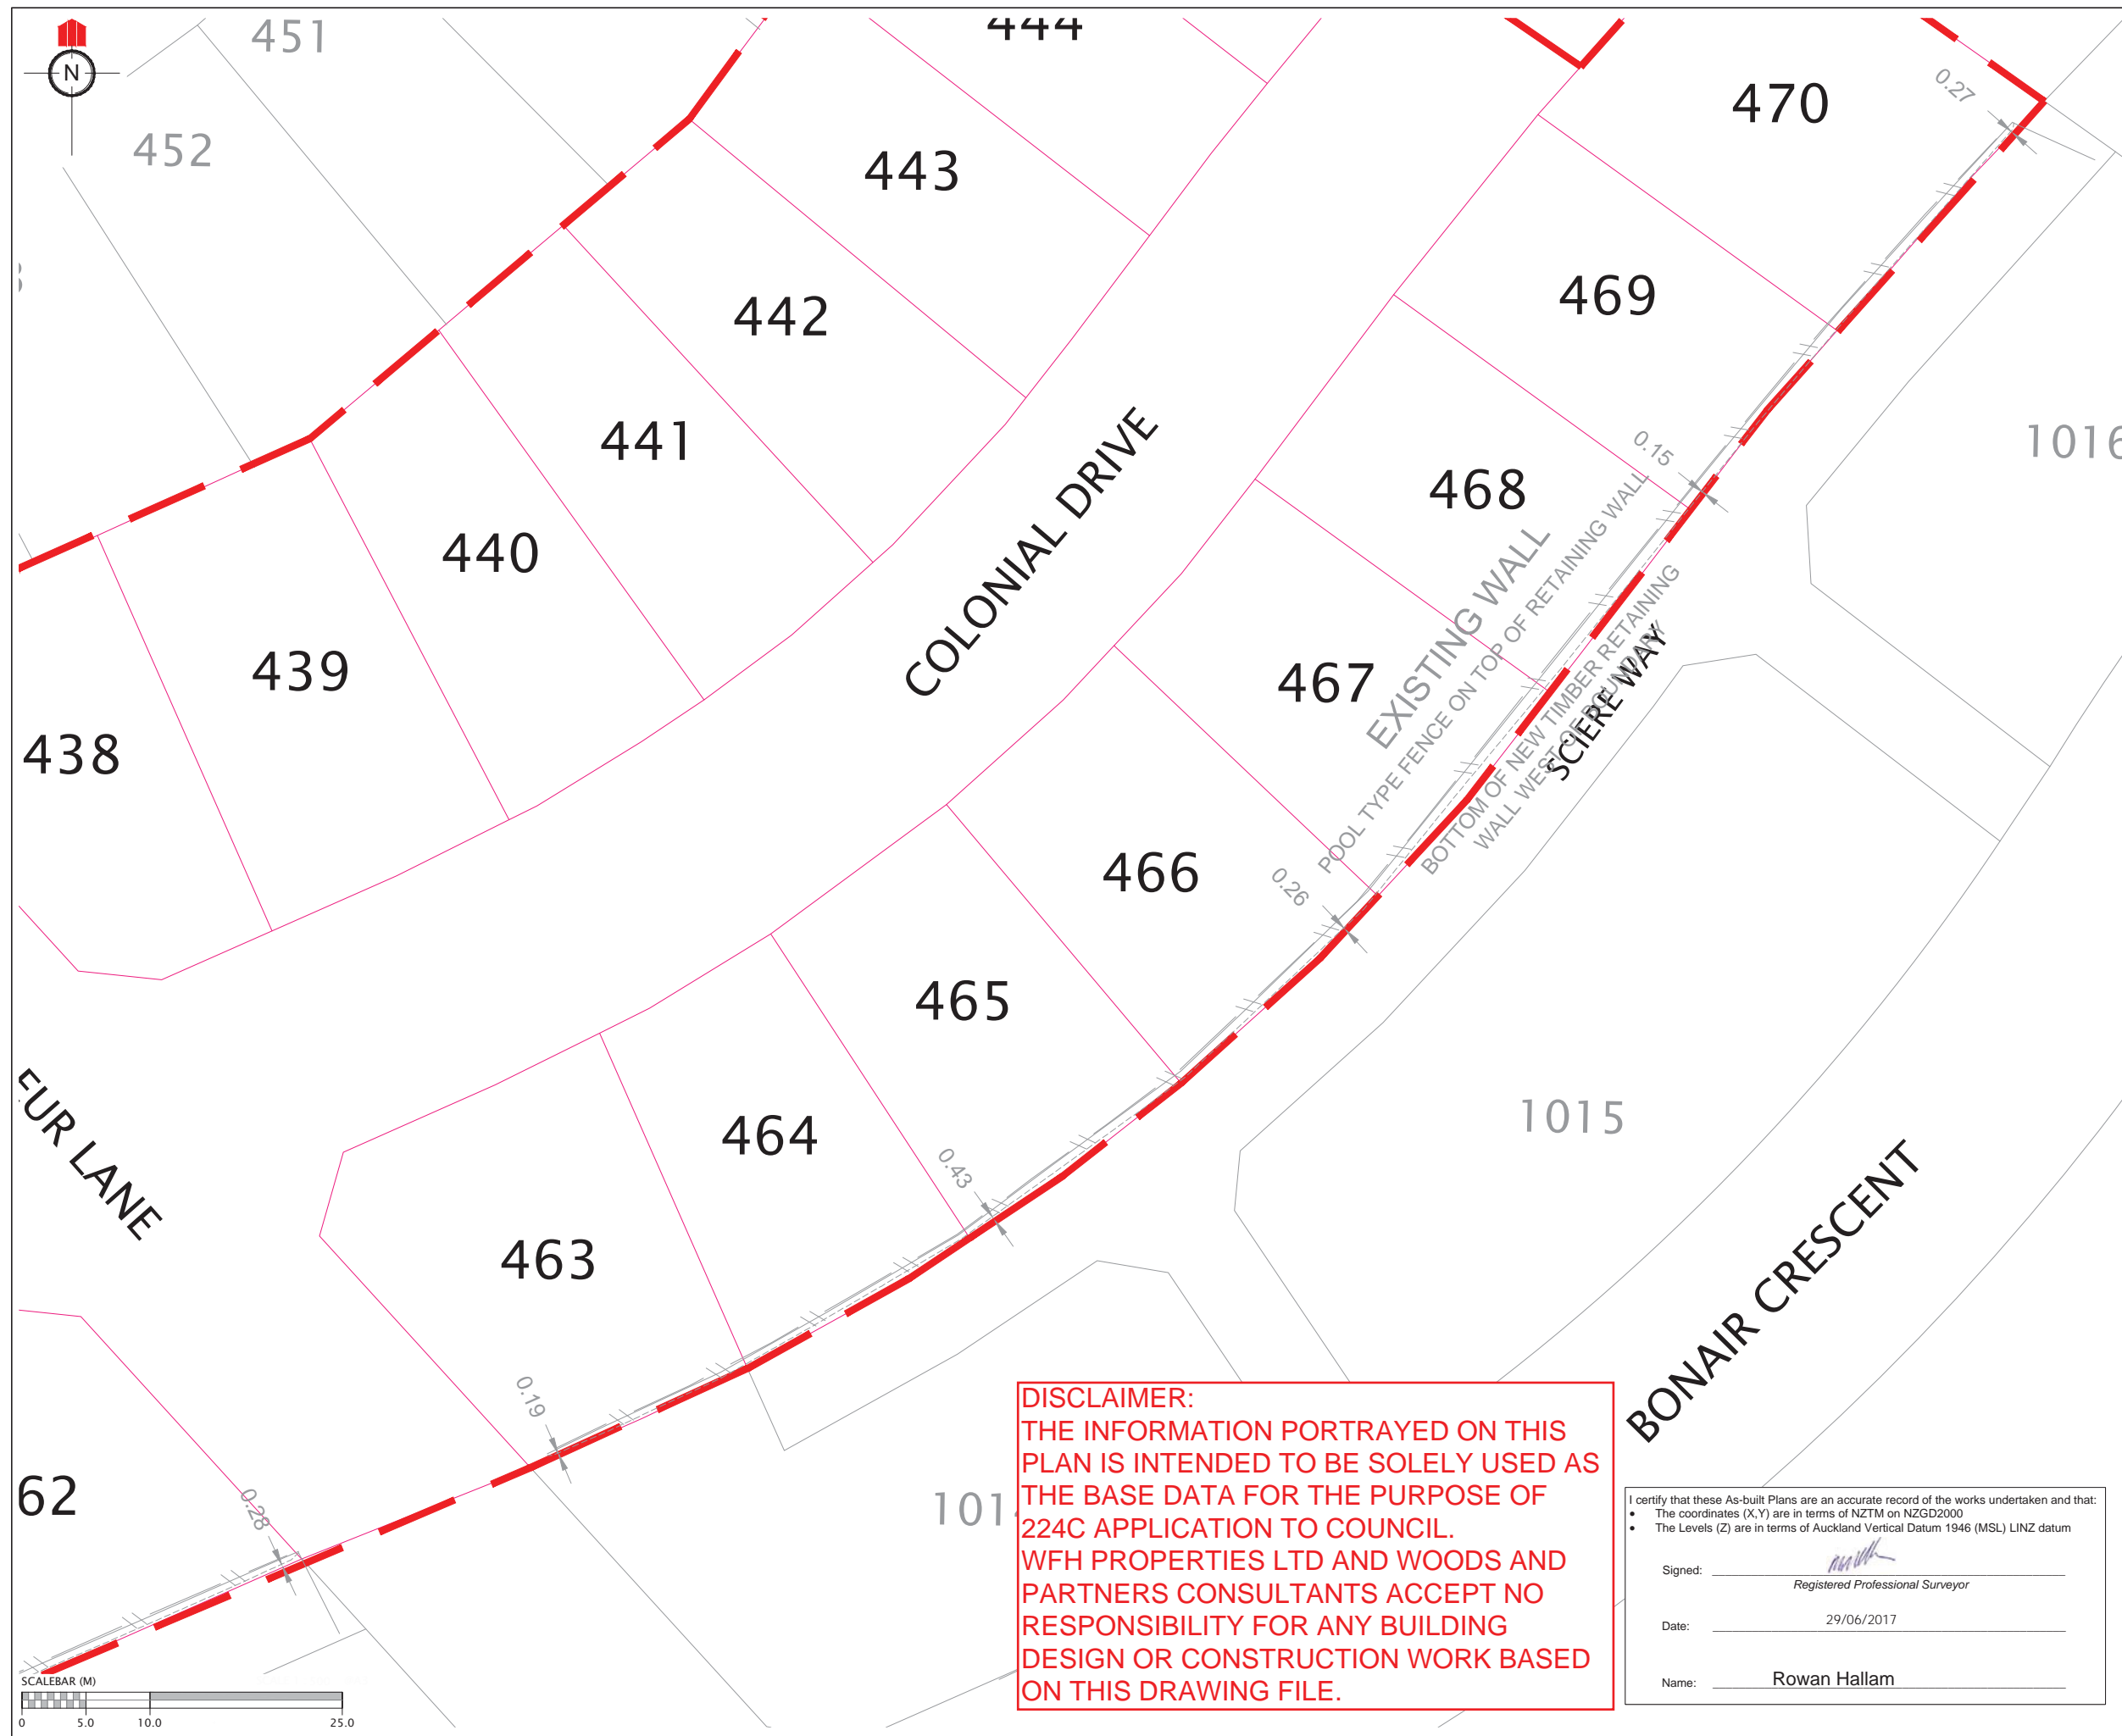 444
451
N
452
470
0.27
443
442
469
441
0.15
1016
468
440
COLONIAL DRIVE
439
467
EXISTING WALL
POOL TYPE FENCE ON TOP OF RETAINING WALL
BOTTOM OF NEW TIMBER RETAINING
WALL WEST OF BOUNDARY
SCIERE WAY
438
466
0.26
465
464
1015
LANE
0.43
463
BONAIR CRESCENT
0.19
62
0.28
101
DISCLAIMER:
THE INFORMATION PORTRAYED ON THIS
PLAN IS INTENDED TO BE SOLELY USED AS
THE BASE DATA FOR THE PURPOSE OF
224C APPLICATION TO COUNCIL.
WFH PROPERTIES LTD AND WOODS AND
PARTNERS CONSULTANTS ACCEPT NO
RESPONSIBILITY FOR ANY BUILDING
DESIGN OR CONSTRUCTION WORK BASED
ON THIS DRAWING FILE.
I certify that these As-built Plans are an accurate record of the works undertaken and that:
• The coordinates (X,Y) are in terms of NZTM on NZGD2000
• The Levels (Z) are in terms of Auckland Vertical Datum 1946 (MSL) LINZ datum
Signed:
Registered Professional Surveyor
Date: 29/06/2017
Name: Rowan Hallam
SCALEBAR (M)
0 5.0 10.0 25.0